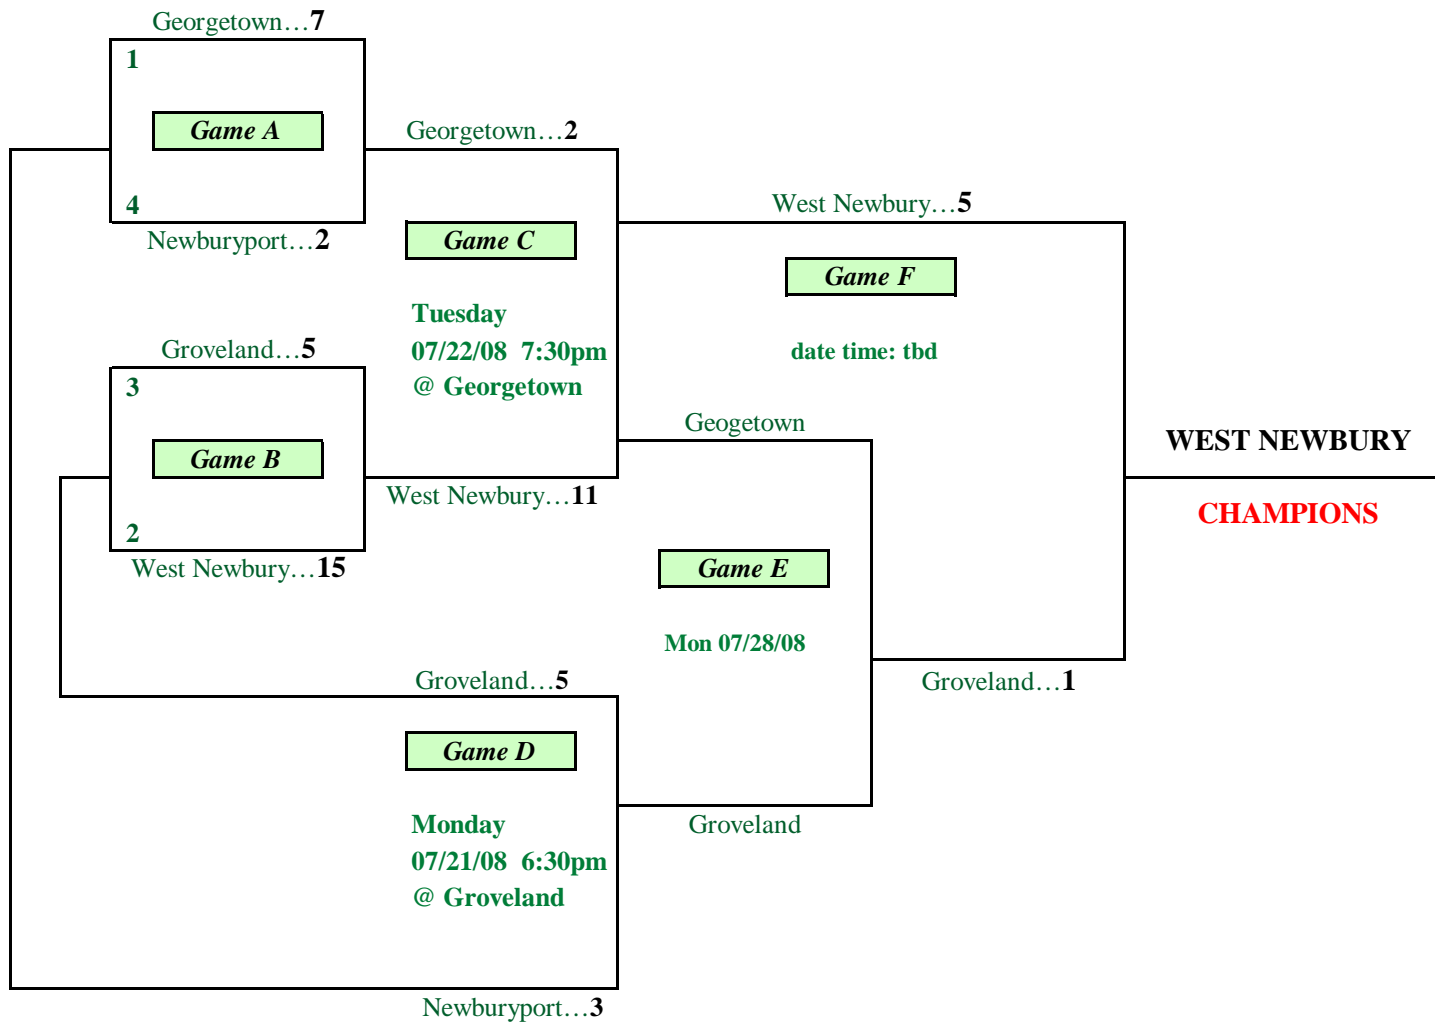 Georgetown…7
1
Game A
4
Newburyport…2
Georgetown…2
Game C
Tuesday
07/22/08 7:30pm
@ Georgetown
West Newbury…11
Groveland…5
3
Game B
2
West Newbury…15
West Newbury…5
Game F
date time: tbd
Geogetown
Game E
Mon 07/28/08
Groveland
Groveland…5
Game D
Monday
07/21/08 6:30pm
@ Groveland
Newburyport…3
Groveland…1
WEST NEWBURY
CHAMPIONS